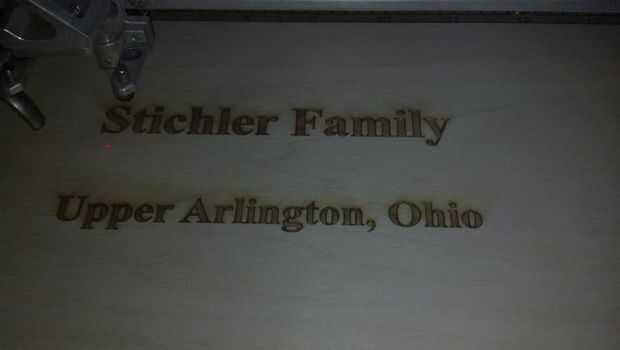 Stichler Family
Upper Arlington, Ohio